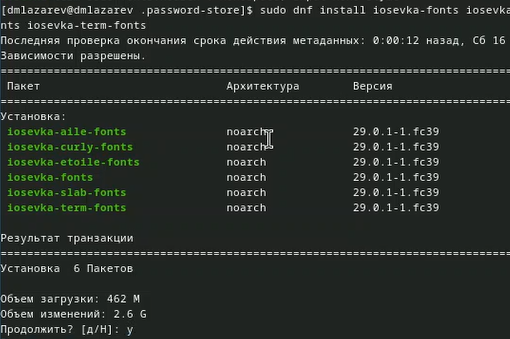 [dmlazarev@dmlazarev .password-store]$ sudo dnf install iosevka-fonts iosevka
nts iosevka-term-fonts
Последняя проверка окончания срока действия метаданных: 0:00:12 назад, Сб 16
Зависимости разрешены.
================================================================================
Пакет Архитектура Версия
================================================================================
Установка:
iosevka-aile-fonts noarch 29.0.1-1.fc39
iosevka-curly-fonts noarch 29.0.1-1.fc39
iosevka-etoile-fonts noarch 29.0.1-1.fc39
iosevka-fonts noarch 29.0.1-1.fc39
iosevka-slab-fonts noarch 29.0.1-1.fc39
iosevka-term-fonts noarch 29.0.1-1.fc39
Результат транзакции
================================================================================
Установка 6 Пакетов
Объем загрузки: 462 M
Объем изменений: 2.6 G
Продолжить? [д/Н]: y